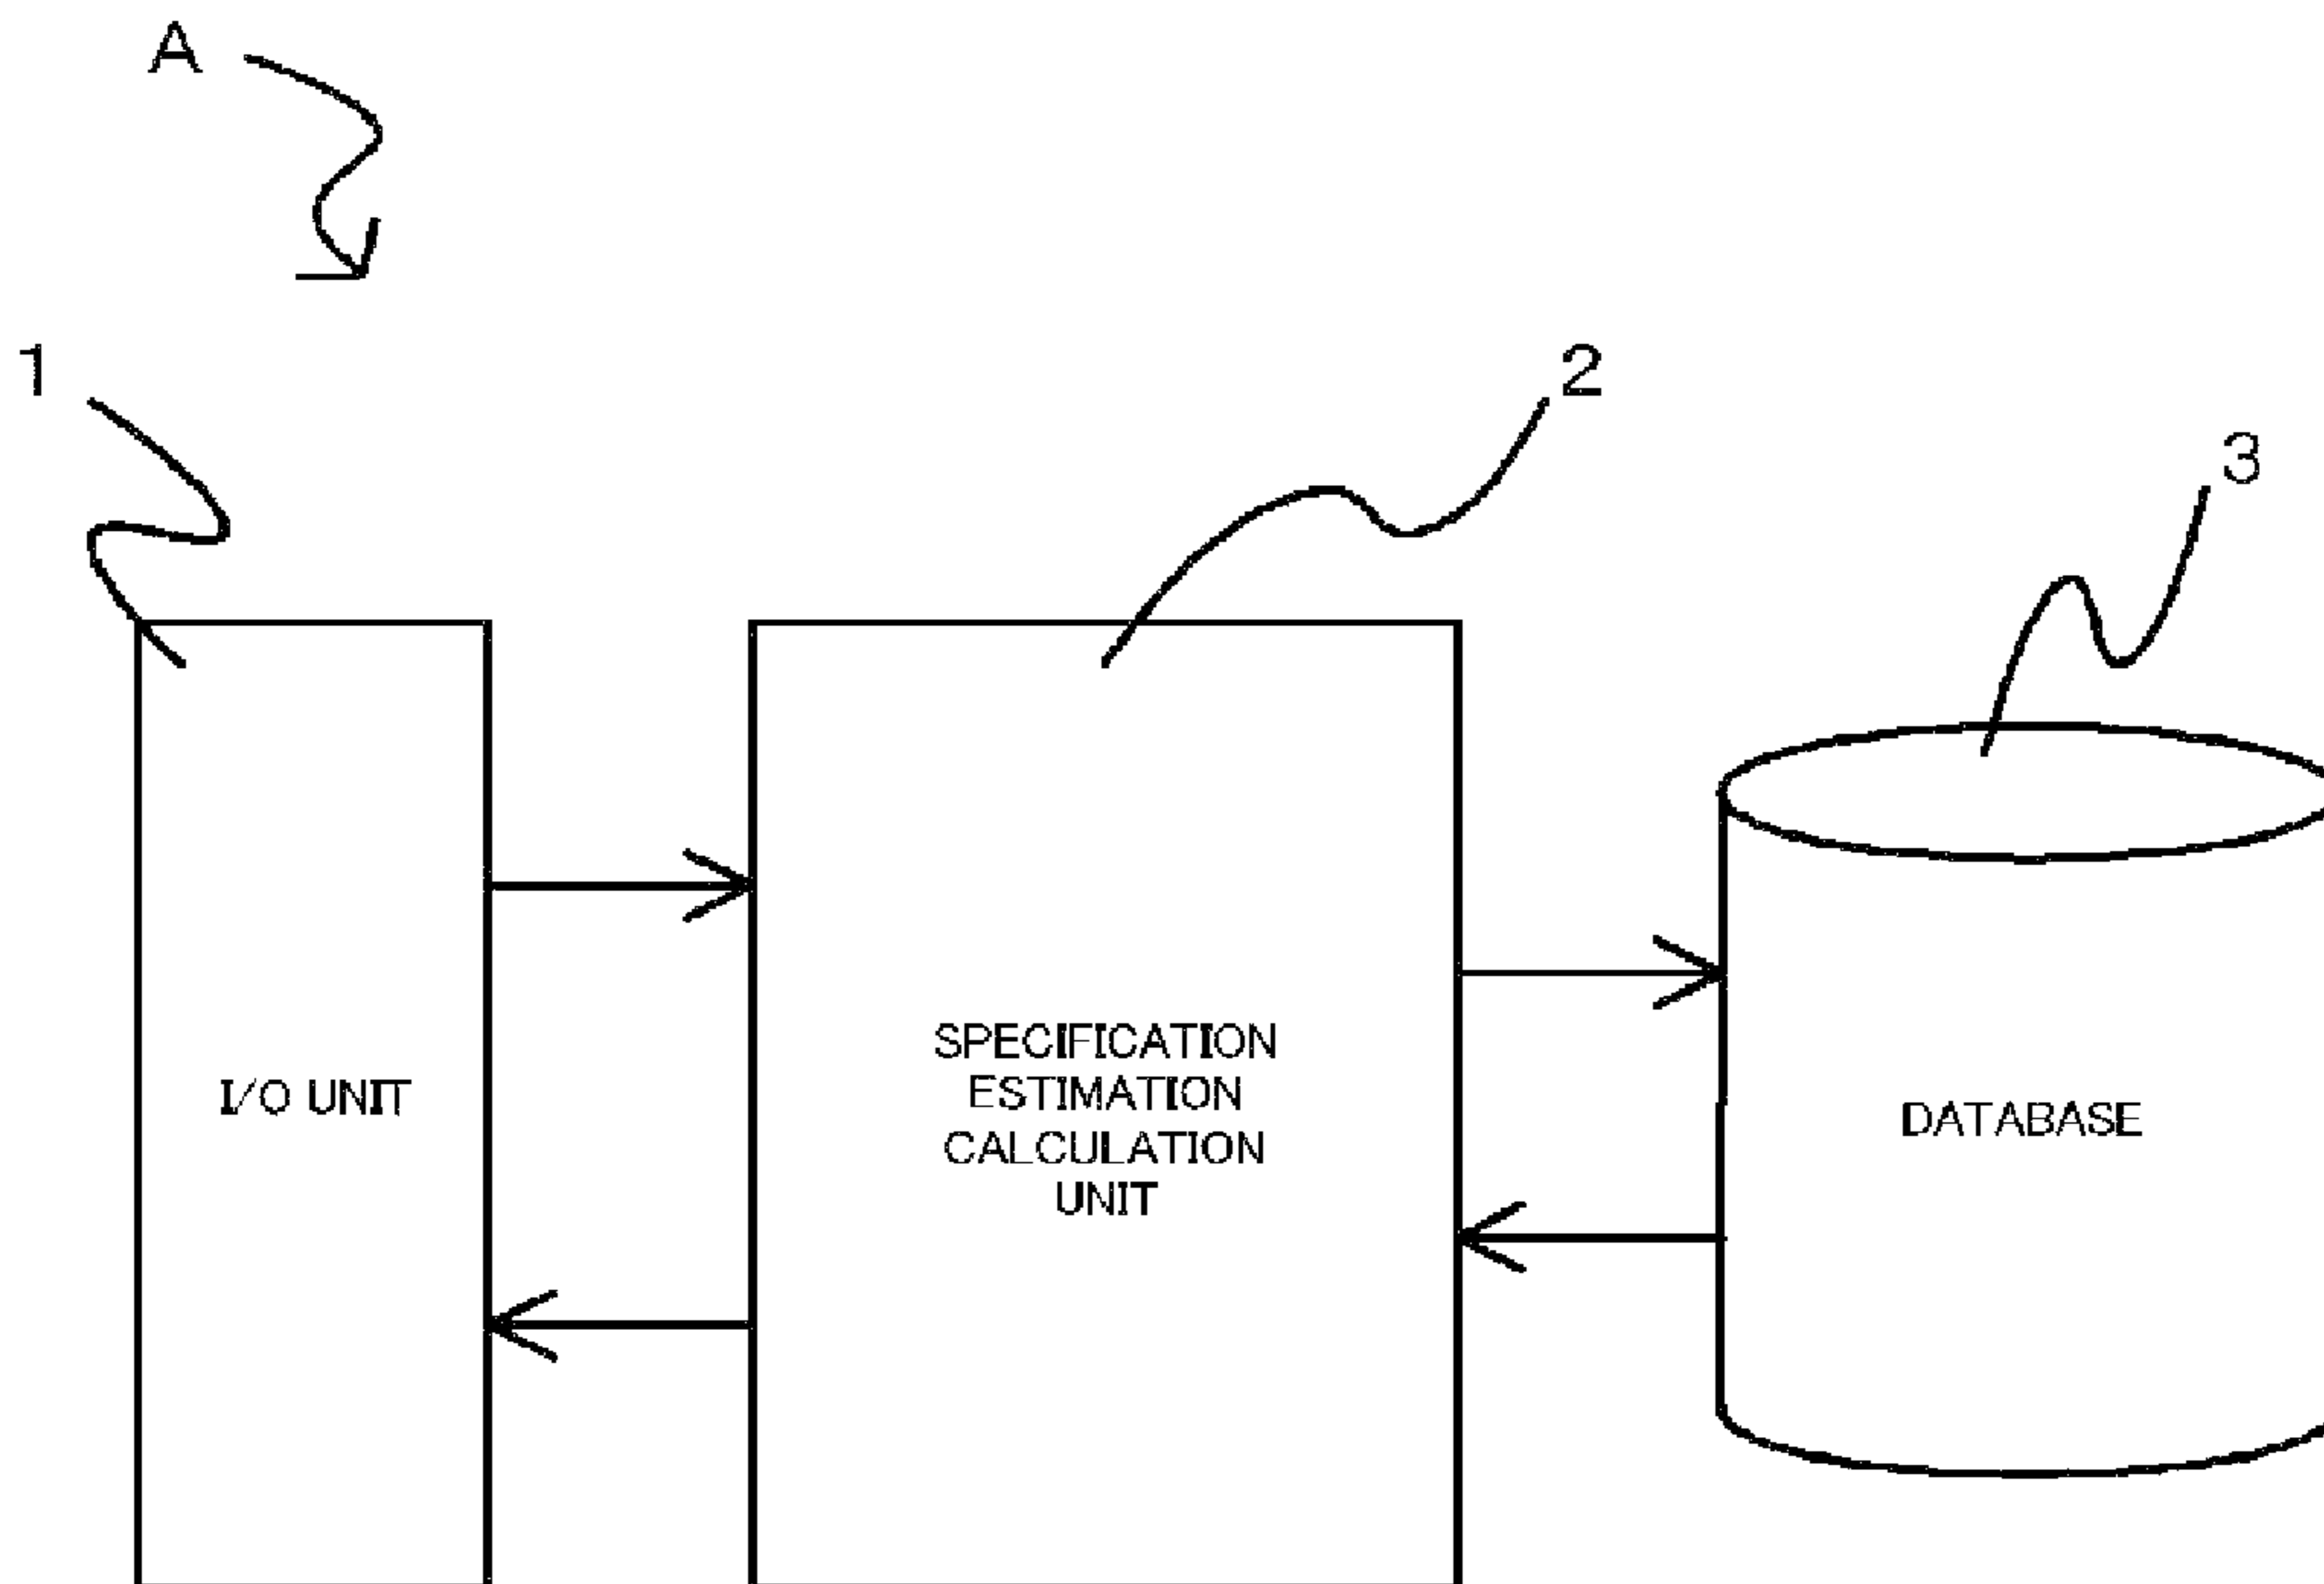 A
1
2
3
I/O UNIT
SPECIFICATION
ESTIMATION
CALCULATION
UNIT
DATABASE